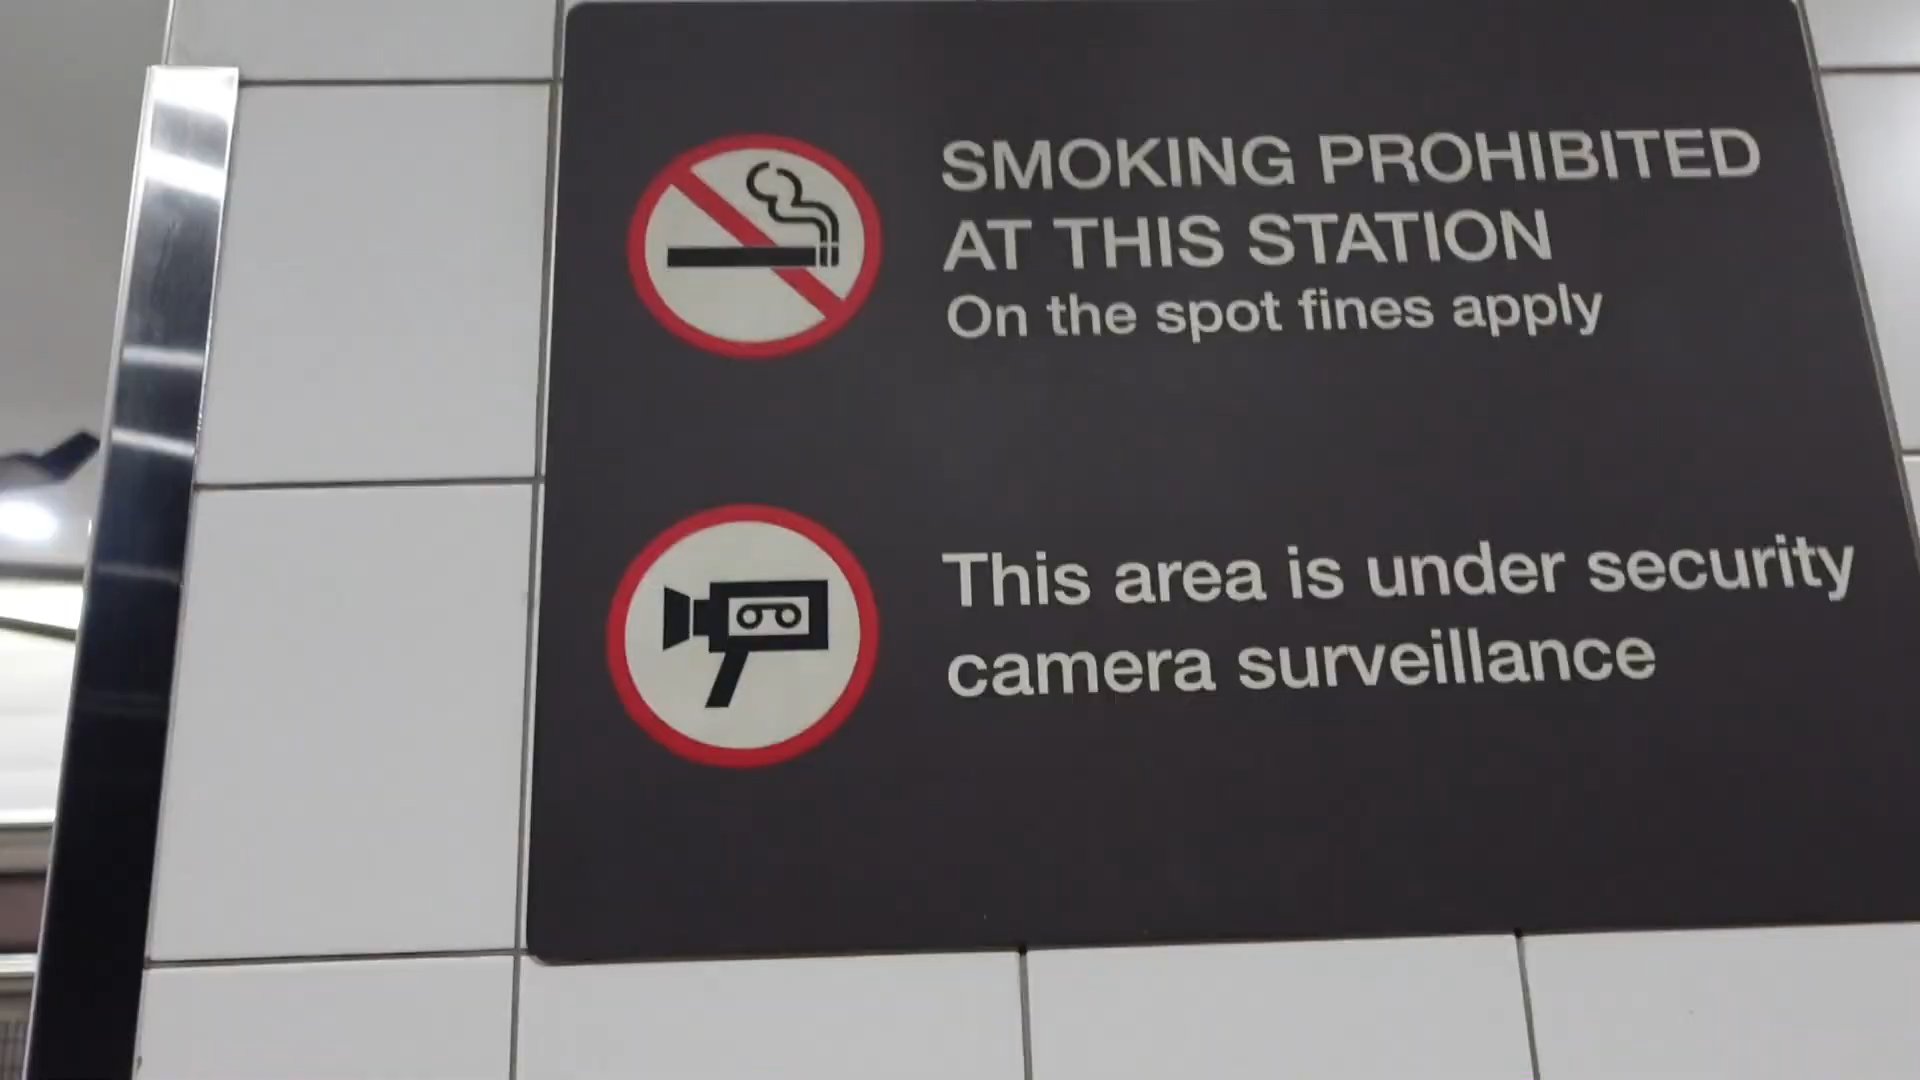 SMOKING PROHIBITED
AT THIS STATION
On the spot fines apply
This area is under security
camera surveillance